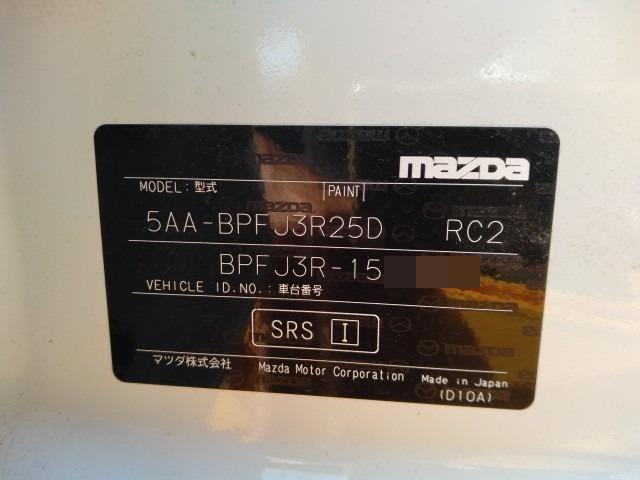 mazda
MODEL: 型式 PAINT
5AA-BPFJ3R25D RC2
BPFJ3R-15
VEHICLE ID.NO.: 車台番号
SRS I
マツダ株式会社 Mazda Motor Corporation Made in Japan
(D10A)